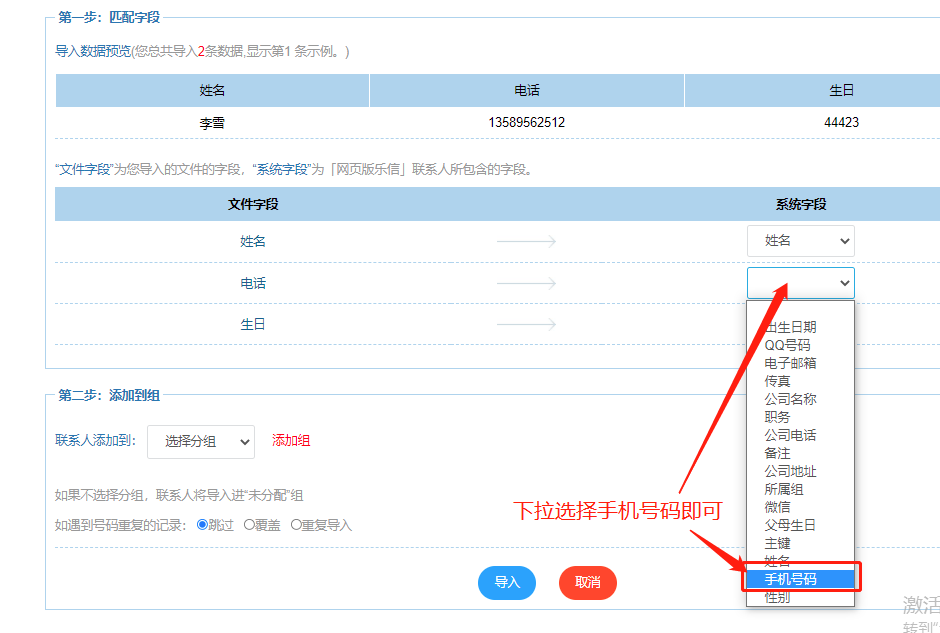 第一步：匹配字段
导入数据预览(您总共导入2条数据,显示第1 条示例。)
姓名 电话 生日
李雪 13589562512 44423
“文件字段”为您导入的文件的字段，“系统字段”为「网页版乐信」联系人所包含的字段。
文件字段 系统字段
姓名 姓名
电话
生日
出生日期
QQ号码
电子邮箱
传真
公司名称
职务
公司电话
备注
公司地址
所属组
微信
父母生日
主键
姓名
手机号码
性别
第二步：添加到组
联系人添加到： 选择分组 添加组
如果不选择分组，联系人将导入进“未分配”组
如遇到号码重复的记录： 跳过 覆盖 重复导入
下拉选择手机号码即可
导入 取消
激活
转到“